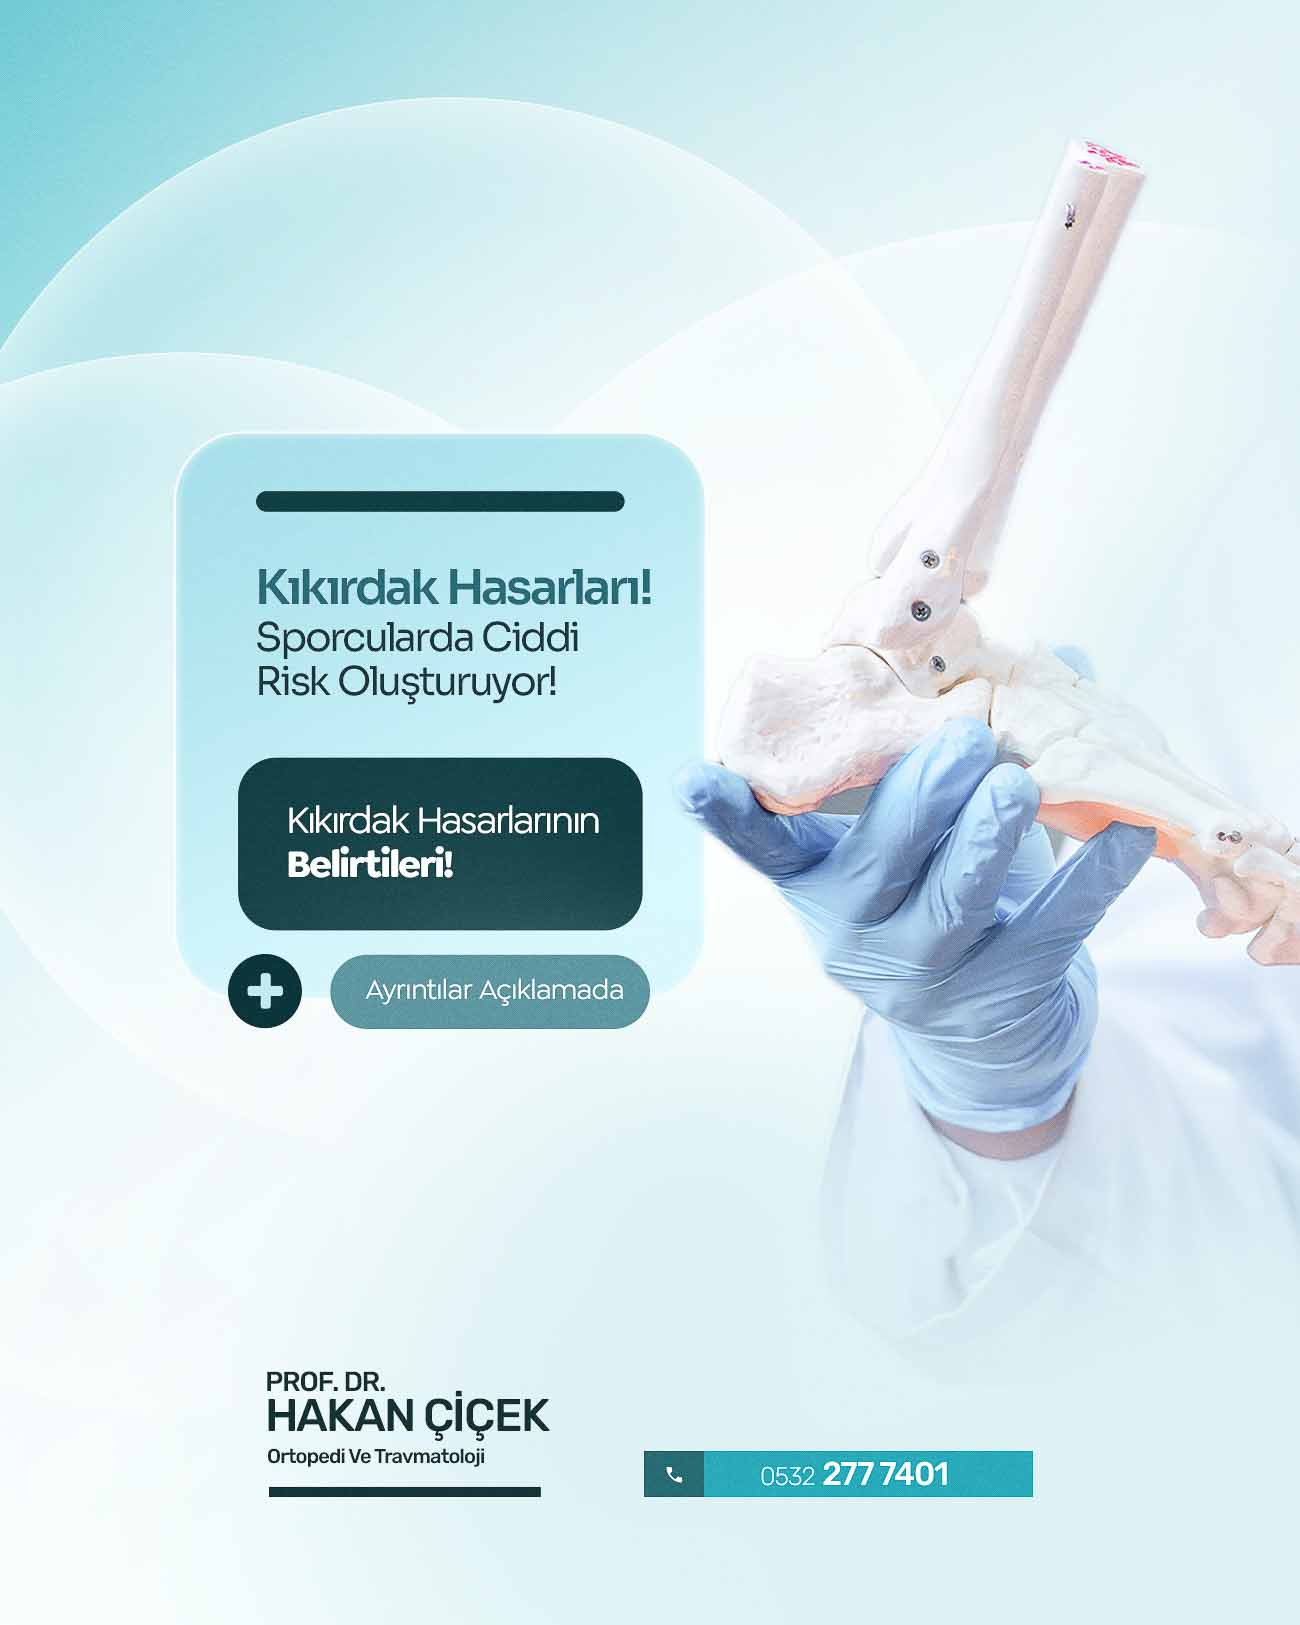 Kıkırdak Hasarları!
Sporcularda Ciddi
Risk Oluşturuyor!
Kıkırdak Hasarlarının
Belirtileri!
Ayrıntılar Açıklamada
PROF. DR.
HAKAN ÇİÇEK
Ortopedi Ve Travmatoloji
0532 277 7401